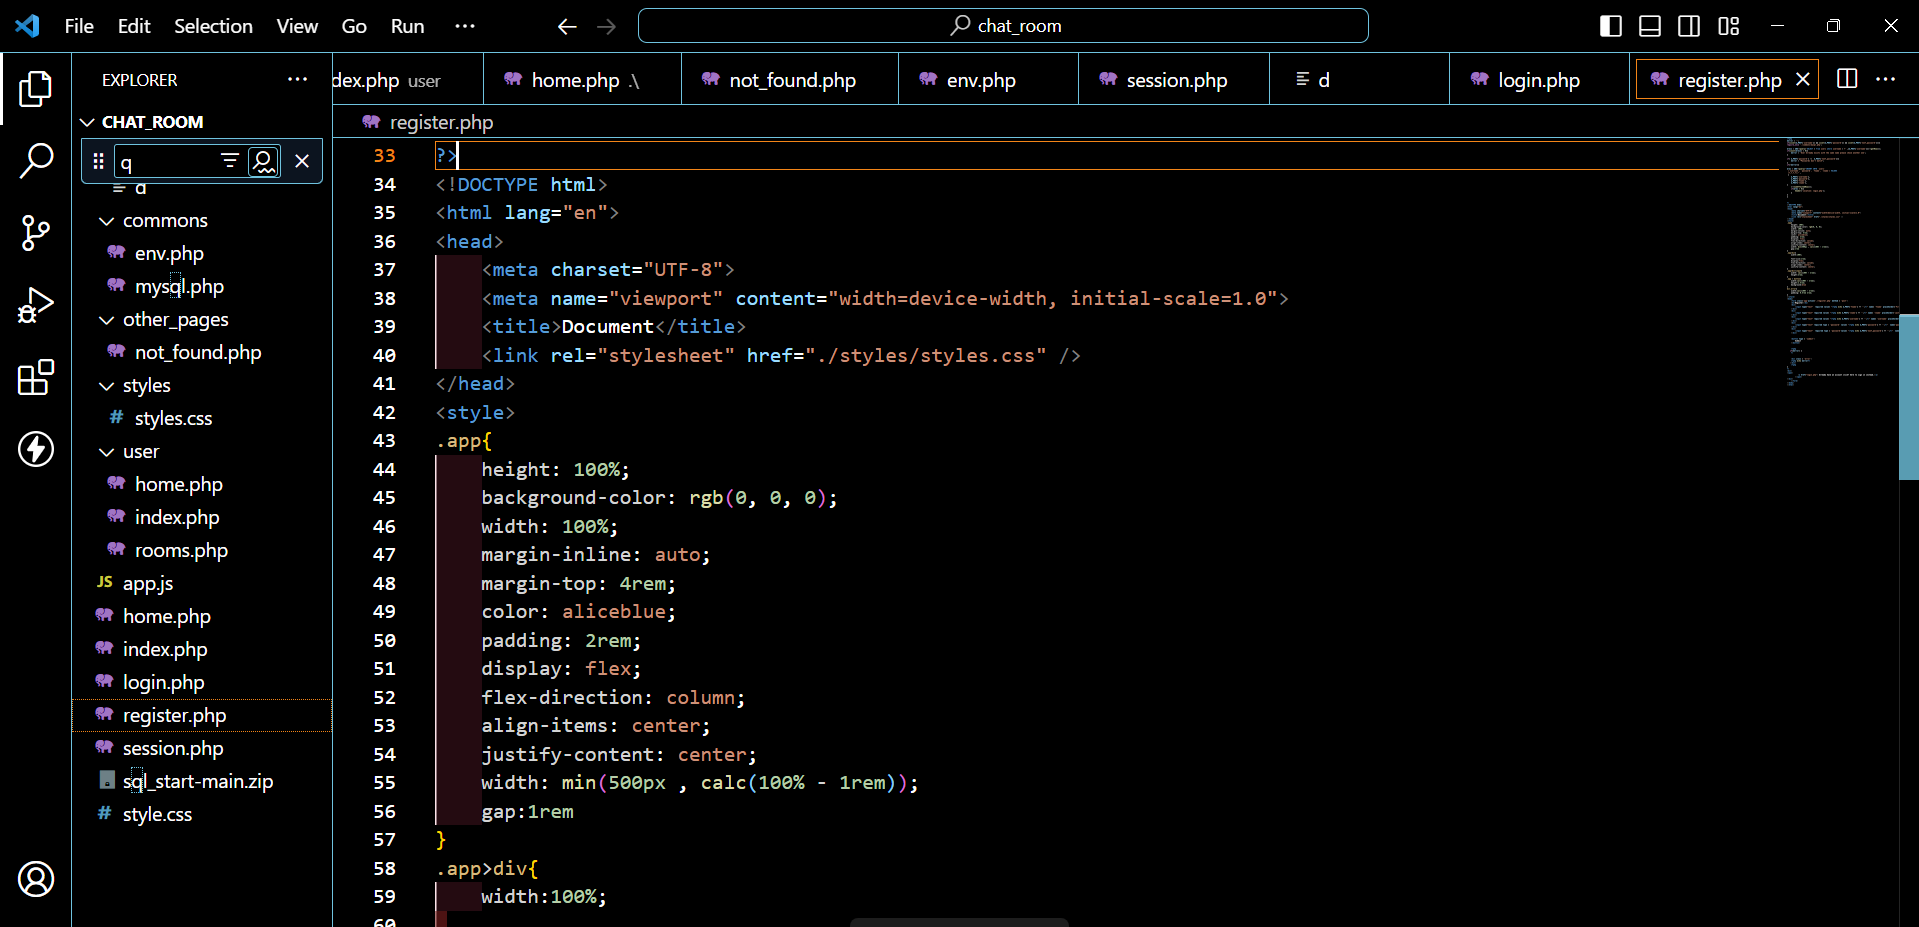 File Edit Selection View Go Run ···
chat_room
EXPLORER ···
CHAT_ROOM
q
d
commons
env.php
mysql.php
other_pages
not_found.php
styles
# styles.css
user
home.php
index.php
rooms.php
JS app.js
home.php
index.php
login.php
register.php
session.php
sql_start-main.zip
# style.css
dex.php user
home.php .\
not_found.php
env.php
session.php
d
login.php
register.php
register.php
33 ?>
34 <!DOCTYPE html>
35 <html lang="en">
36 <head>
37 <meta charset="UTF-8">
38 <meta name="viewport" content="width=device-width, initial-scale=1.0">
39 <title>Document</title>
40 <link rel="stylesheet" href="./styles/styles.css" />
41 </head>
42 <style>
43 .app{
44 height: 100%;
45 background-color: rgb(0, 0, 0);
46 width: 100%;
47 margin-inline: auto;
48 margin-top: 4rem;
49 color: aliceblue;
50 padding: 2rem;
51 display: flex;
52 flex-direction: column;
53 align-items: center;
54 justify-content: center;
55 width: min(500px , calc(100% - 1rem));
56 gap:1rem
57 }
58 .app>div{
59 width:100%;
60